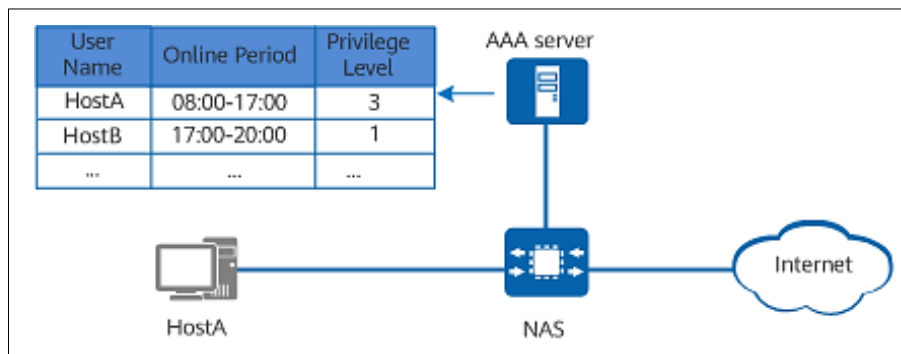 User Name Online Period Privilege Level
HostA 08:00-17:00 3
HostB 17:00-20:00 1
... ... ...
AAA server
HostA
NAS
Internet